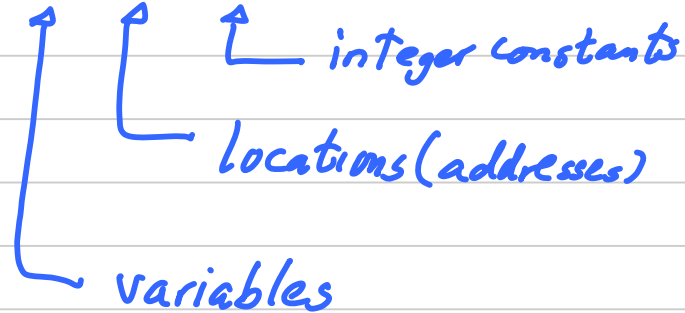 integer constants
locations (addresses)
variables